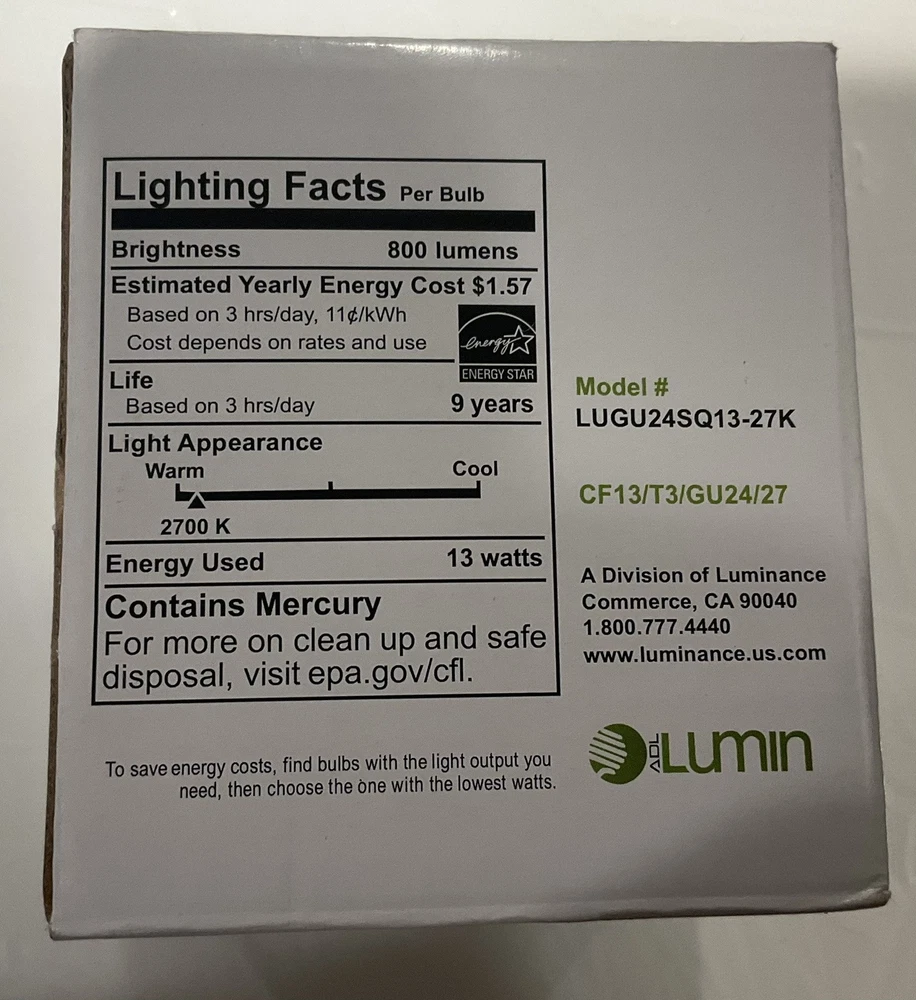 Lighting Facts Per Bulb
Brightness 800 lumens
Estimated Yearly Energy Cost $1.57
Based on 3 hrs/day, 11¢/kWh
Cost depends on rates and use
energy
ENERGY STAR
Life
Based on 3 hrs/day 9 years
Light Appearance
Warm Cool
2700 K
Energy Used 13 watts
Contains Mercury
For more on clean up and safe
disposal, visit epa.gov/cfl.
To save energy costs, find bulbs with the light output you
need, then choose the one with the lowest watts.
Model #
LUGU24SQ13-27K
CF13/T3/GU24/27
A Division of Luminance
Commerce, CA 90040
1.800.777.4440
www.luminance.us.com
ADL LUMIN